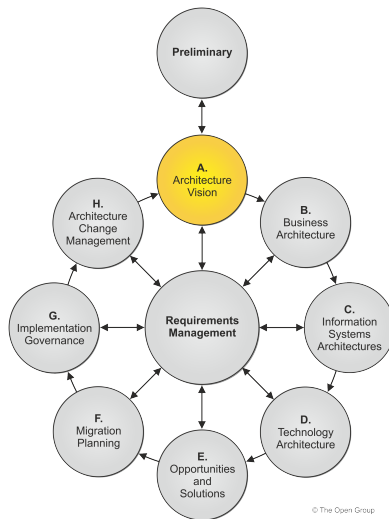 Preliminary
A.
Architecture
Vision
H.
Architecture
Change
Management
B.
Business
Architecture
G.
Implementation
Governance
Requirements
Management
C.
Information
Systems
Architectures
F.
Migration
Planning
D.
Technology
Architecture
E.
Opportunities
and
Solutions
© The Open Group